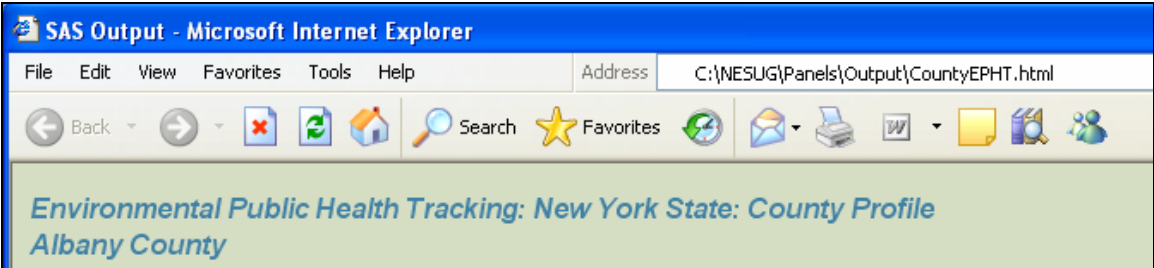 SAS Output - Microsoft Internet Explorer
File Edit View Favorites Tools Help Address C:\NESUG\Panels\Output\CountyEPHT.html
Back Search Favorites W
Environmental Public Health Tracking: New York State: County Profile
Albany County